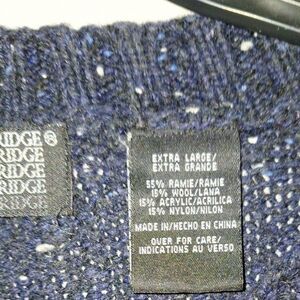 IDGE®
RIDGE
RIDGE
RIDGE
RIDGE
EXTRA LARGE/
EXTRA GRANDE
55% RAMIE/RAMIE
15% WOOL/LANA
15% ACRYLIC/ACRILICA
15% NYLON/NILON
MADE IN/HECHO EN CHINA
OVER FOR CARE/
INDICATIONS AU VERSO